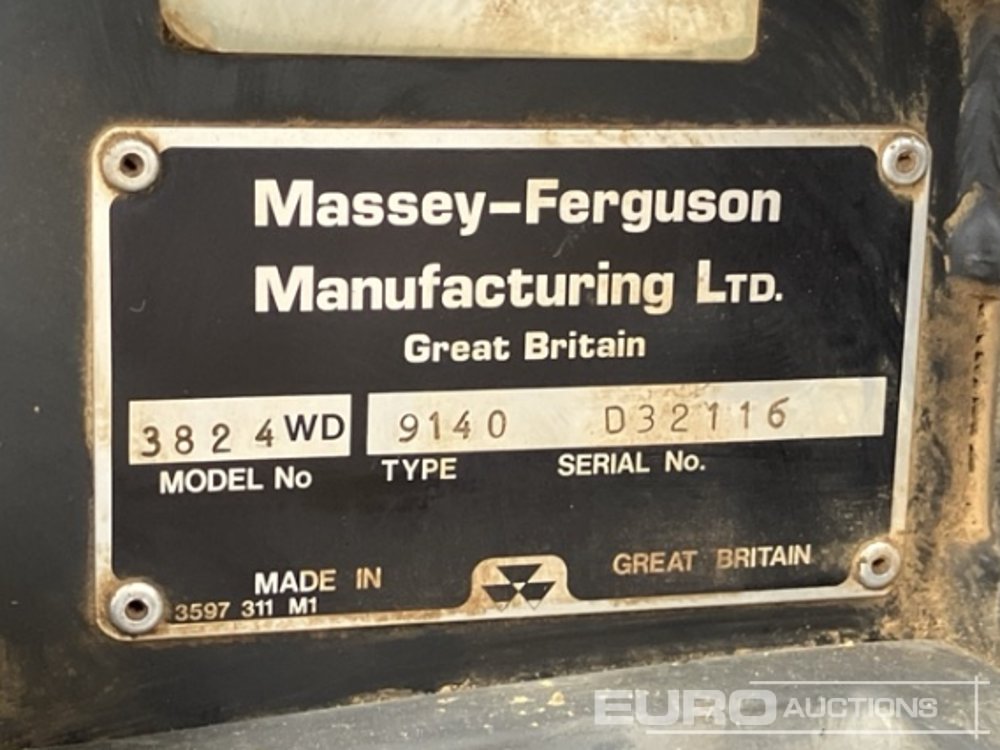 Massey-Ferguson
Manufacturing LTD.
Great Britain
3824WD 9140 D32116
MODEL No TYPE SERIAL No.
MADE IN GREAT BRITAIN
3597 311 M1
EURO AUCTIONS